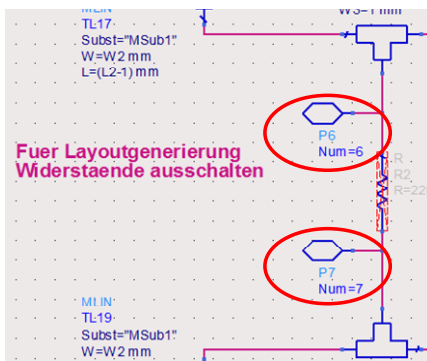 MLIN
TL17
Subst="MSub1"
W=W2 mm
L=(L2-1) mm
W3=1 mm
P6
Num=6
Fuer Layoutgenerierung
Widerstaende ausschalten
R
R2
R=22
P7
Num=7
MLIN
TL19
Subst="MSub1"
W=W2 mm